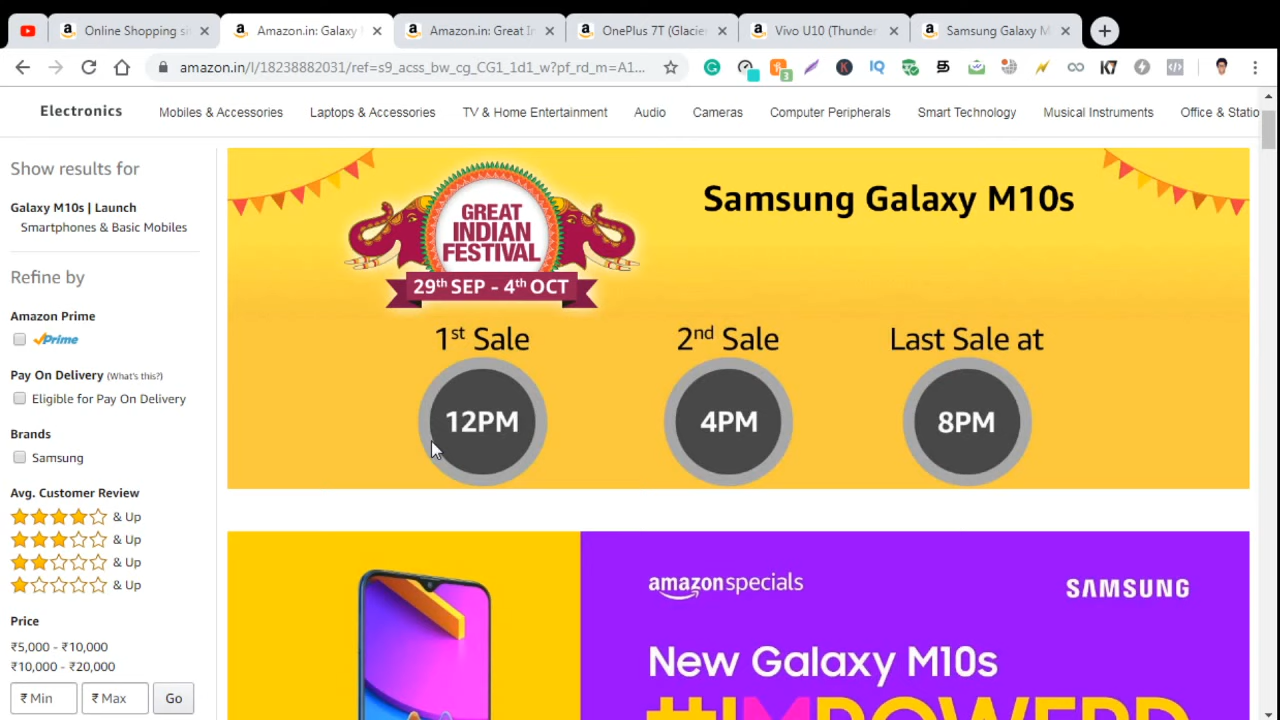 Online Shopping si
Amazon.in: Galaxy
Amazon.in: Great In
OnePlus 7T (Glacie
Vivo U10 (Thunder
Samsung Galaxy M
amazon.in/l/18238882031/ref=s9_acss_bw_cg_CG1_1d1_w?pf_rd_m=A1...
3
IQ
K7
Electronics
Mobiles & Accessories
Laptops & Accessories
TV & Home Entertainment
Audio
Cameras
Computer Peripherals
Smart Technology
Musical Instruments
Office & Statio
Show results for
Galaxy M10s | Launch
Smartphones & Basic Mobiles
Refine by
Amazon Prime
Prime
Pay On Delivery (What's this?)
Eligible for Pay On Delivery
Brands
Samsung
Avg. Customer Review
& Up
& Up
& Up
& Up
Price
₹5,000 - ₹10,000
₹10,000 - ₹20,000
₹ Min
₹ Max
Go
GREAT
INDIAN
FESTIVAL
29th SEP - 4th OCT
Samsung Galaxy M10s
1st Sale
2nd Sale
Last Sale at
12PM
4PM
8PM
amazonspecials
SAMSUNG
New Galaxy M10s
#IMPOWERD